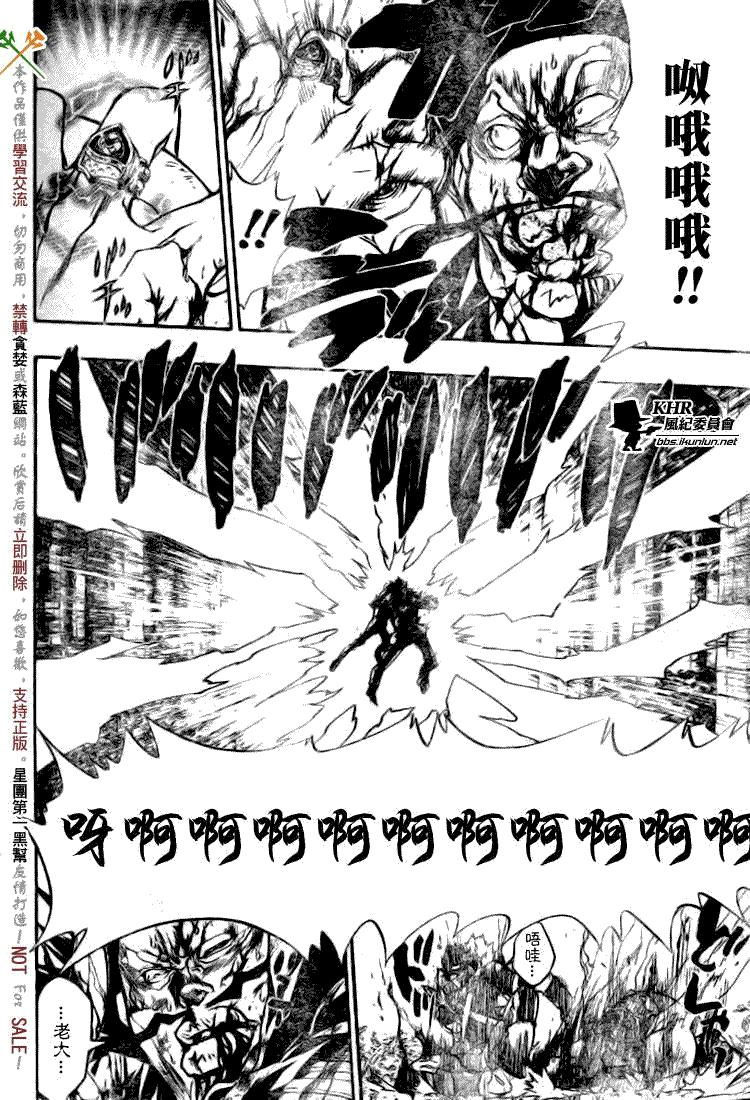 呶哦哦哦!!
!!
KHR
風紀委員會
bbs.ikunlun.net
呀啊啊啊啊啊啊啊啊啊啊
唔哇…
…老大…
本作品僅供學習交流，切勿商用，禁轉貪婪或森藍網站。欣賞后請立即刪除，如您喜歡，支持正版。星團第二黑幫友情打造—NOT For SALE—